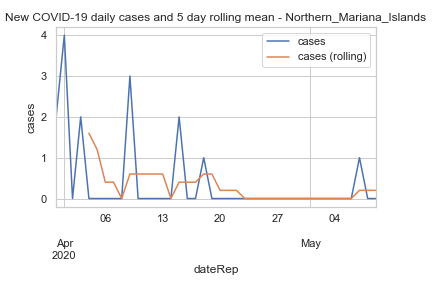 New COVID-19 daily cases and 5 day rolling mean - Northern_Mariana_Islands
cases
cases (rolling)
cases
4
3
2
1
0
06
13
20
27
04
Apr
2020
May
dateRep